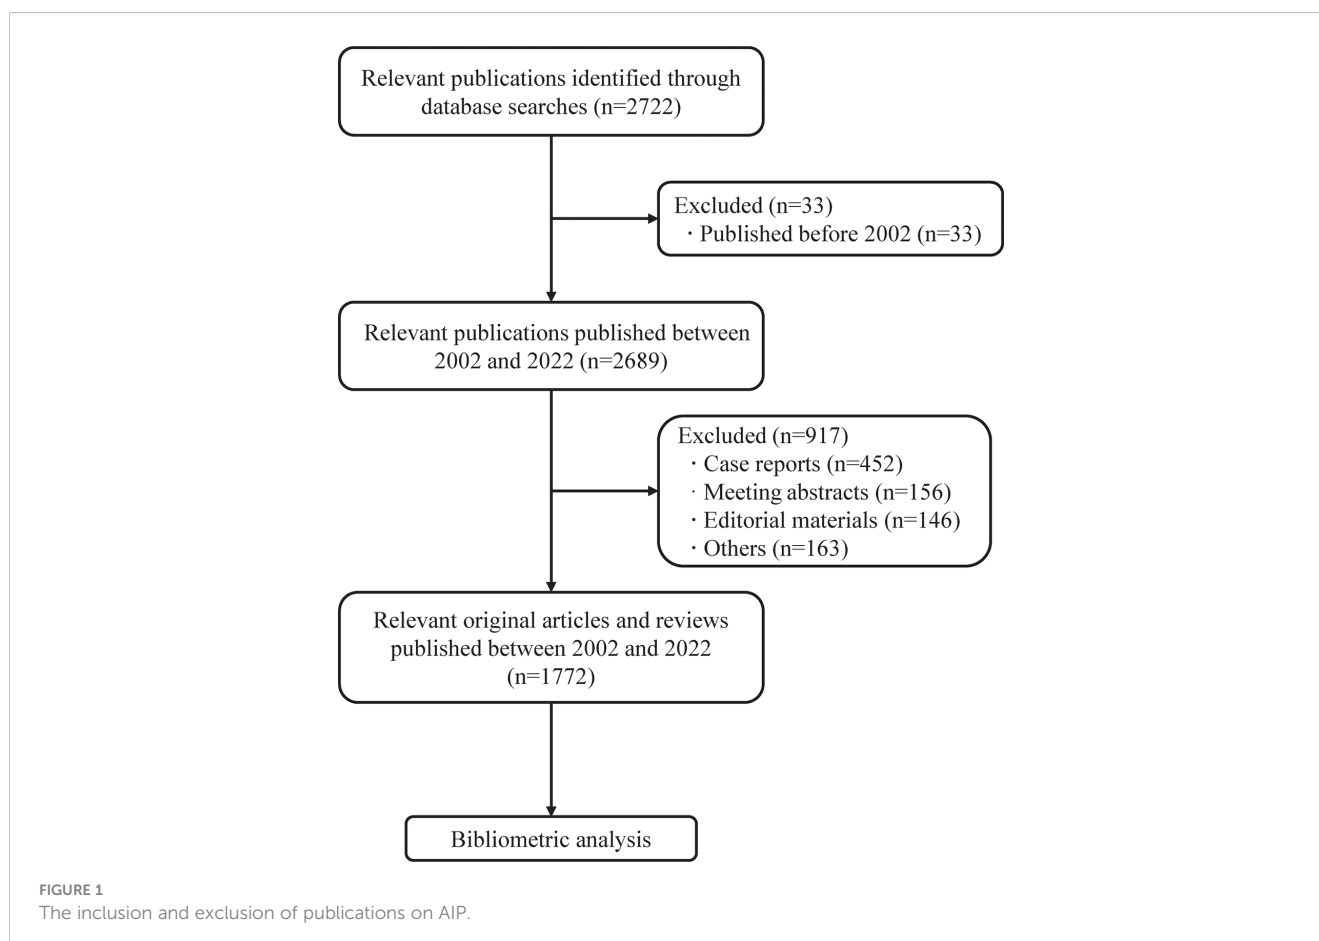 Relevant publications identified through
database searches (n=2722)
Excluded (n=33)
· Published before 2002 (n=33)
Relevant publications published between
2002 and 2022 (n=2689)
Excluded (n=917)
· Case reports (n=452)
· Meeting abstracts (n=156)
· Editorial materials (n=146)
· Others (n=163)
Relevant original articles and reviews
published between 2002 and 2022
(n=1772)
Bibliometric analysis
FIGURE 1
The inclusion and exclusion of publications on AIP.